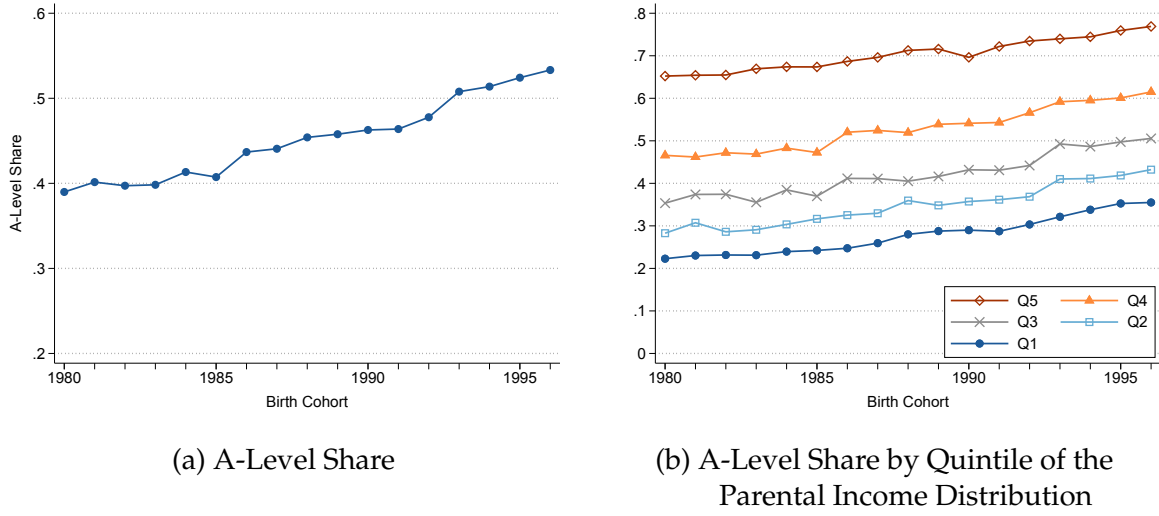 .6
.5
.4
.3
.2
A-Level Share
1980 1985 1990 1995
Birth Cohort
(a) A-Level Share
.8
.7
.6
.5
.4
.3
.2
.1
0
Q5 Q4
Q3 Q2
Q1
1980 1985 1990 1995
Birth Cohort
(b) A-Level Share by Quintile of the
Parental Income Distribution